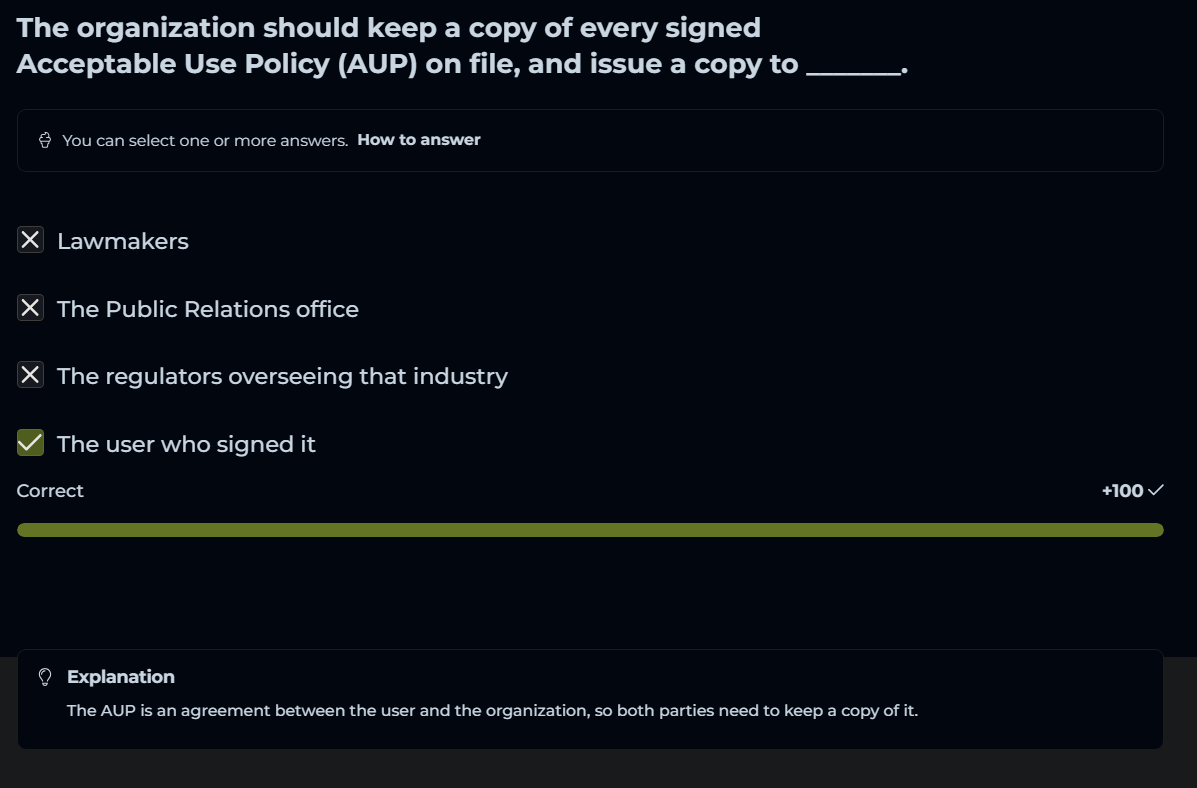 The organization should keep a copy of every signed
Acceptable Use Policy (AUP) on file, and issue a copy to _______.
You can select one or more answers. How to answer
Lawmakers
The Public Relations office
The regulators overseeing that industry
The user who signed it
Correct +100
Explanation
The AUP is an agreement between the user and the organization, so both parties need to keep a copy of it.